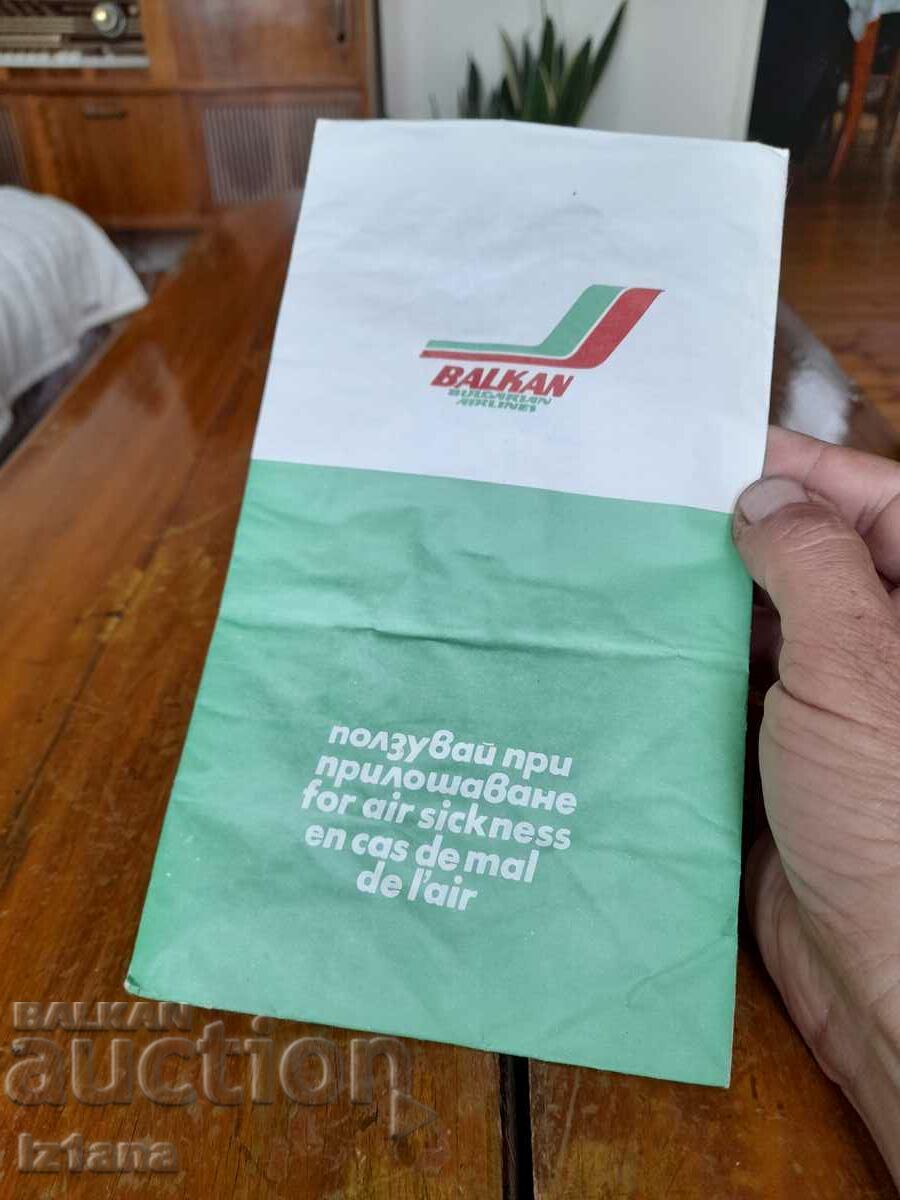 BALKAN
BULGARIAN
AIRLINES
ползувай при
прилошаване
for air sickness
en cas de mal
de l'air
BALKAN
auction
iz1ana